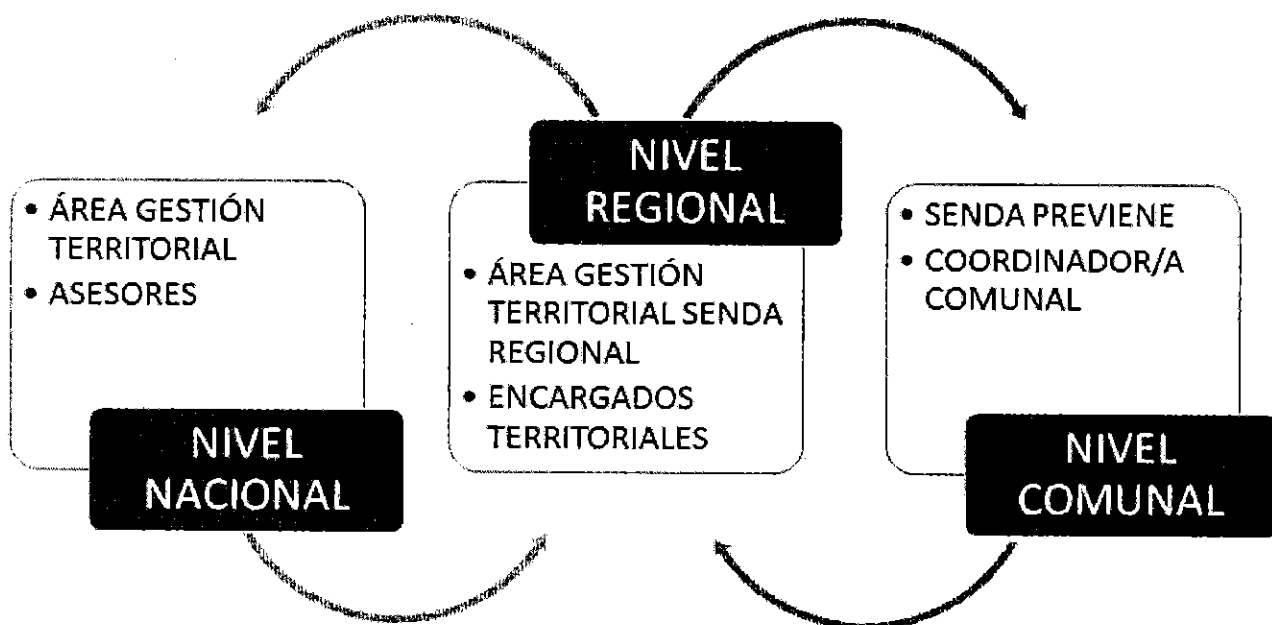 • ÁREA GESTIÓN
TERRITORIAL
• ASESORES
NIVEL
NACIONAL
NIVEL
REGIONAL
• ÁREA GESTIÓN
TERRITORIAL SENDA
REGIONAL
• ENCARGADOS
TERRITORIALES
• SENDA PREVIENE
• COORDINADOR/A
COMUNAL
NIVEL
COMUNAL